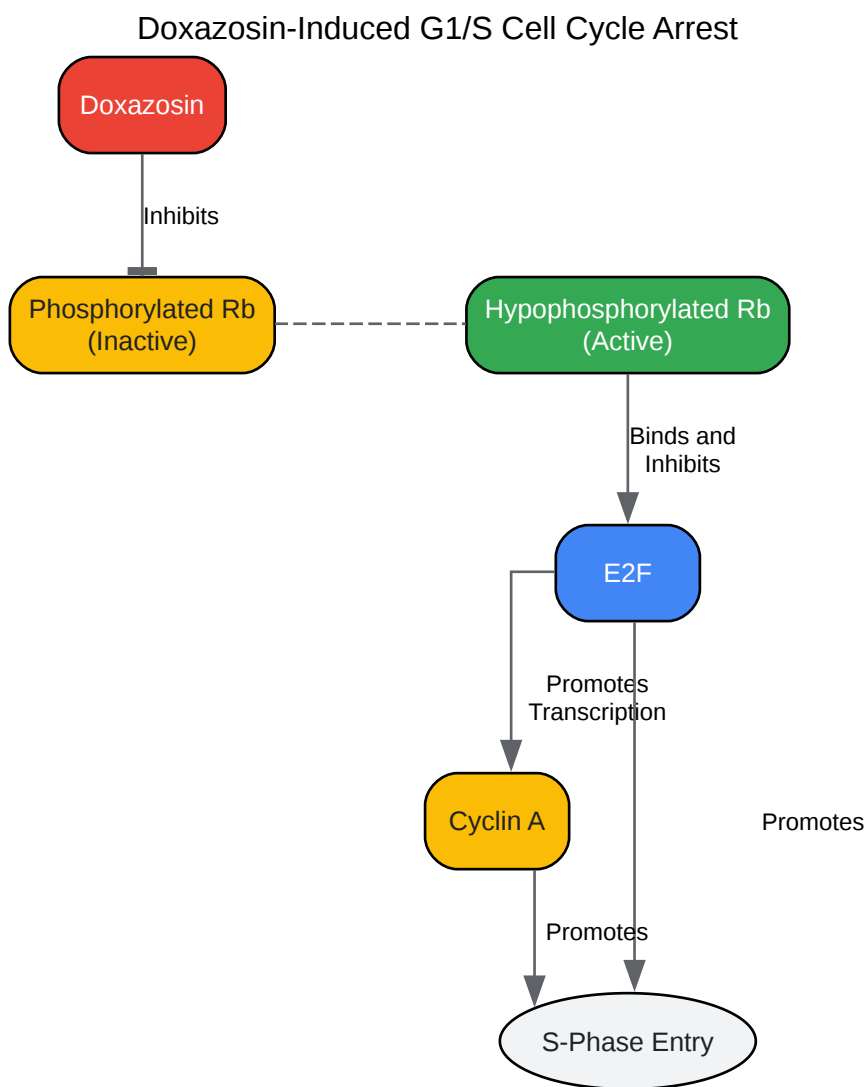 Doxazosin-Induced G1/S Cell Cycle Arrest
Doxazosin
Inhibits
Phosphorylated Rb
(Inactive)
Hypophosphorylated Rb
(Active)
Binds and
Inhibits
E2F
Promotes
Transcription
Cyclin A
Promotes
Promotes
S-Phase Entry